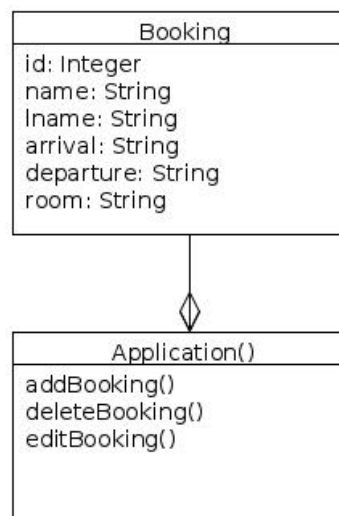 Booking
id: Integer
name: String
lname: String
arrival: String
departure: String
room: String
Application()
addBooking()
deleteBooking()
editBooking()